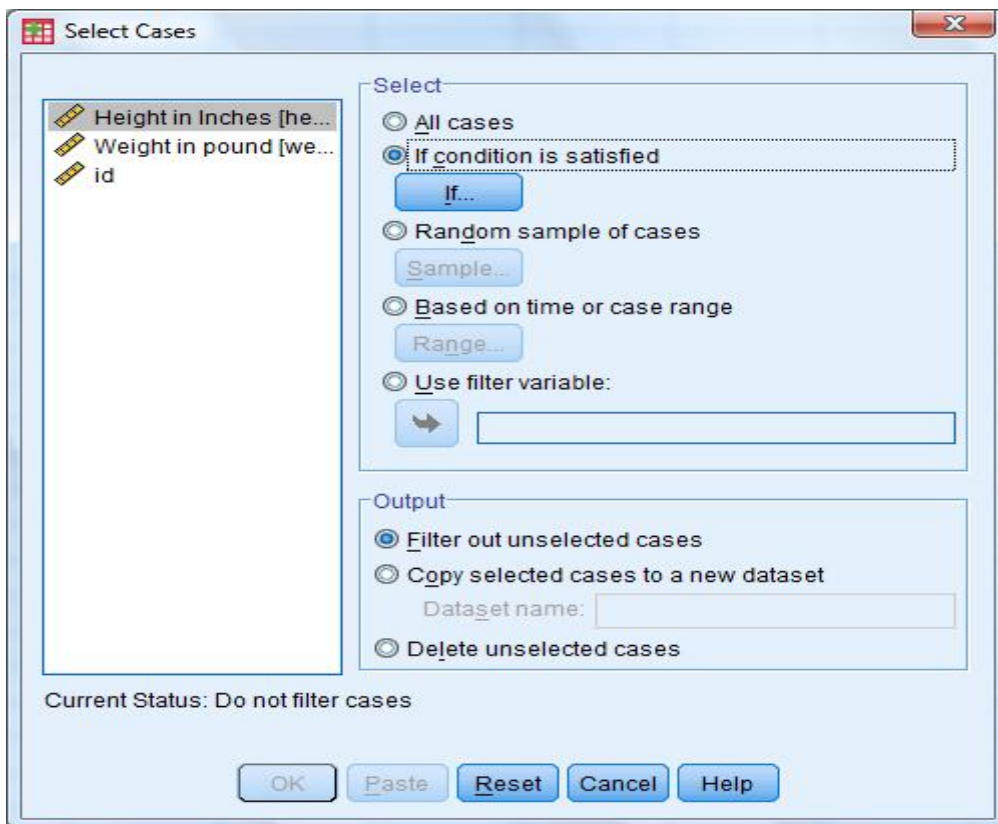 Select Cases
Height in Inches [he...
Weight in pound [we...
id
Select
All cases
If condition is satisfied
If...
Random sample of cases
Sample...
Based on time or case range
Range...
Use filter variable:
Output
Filter out unselected cases
Copy selected cases to a new dataset
Dataset name:
Delete unselected cases
Current Status: Do not filter cases
OK Paste Reset Cancel Help